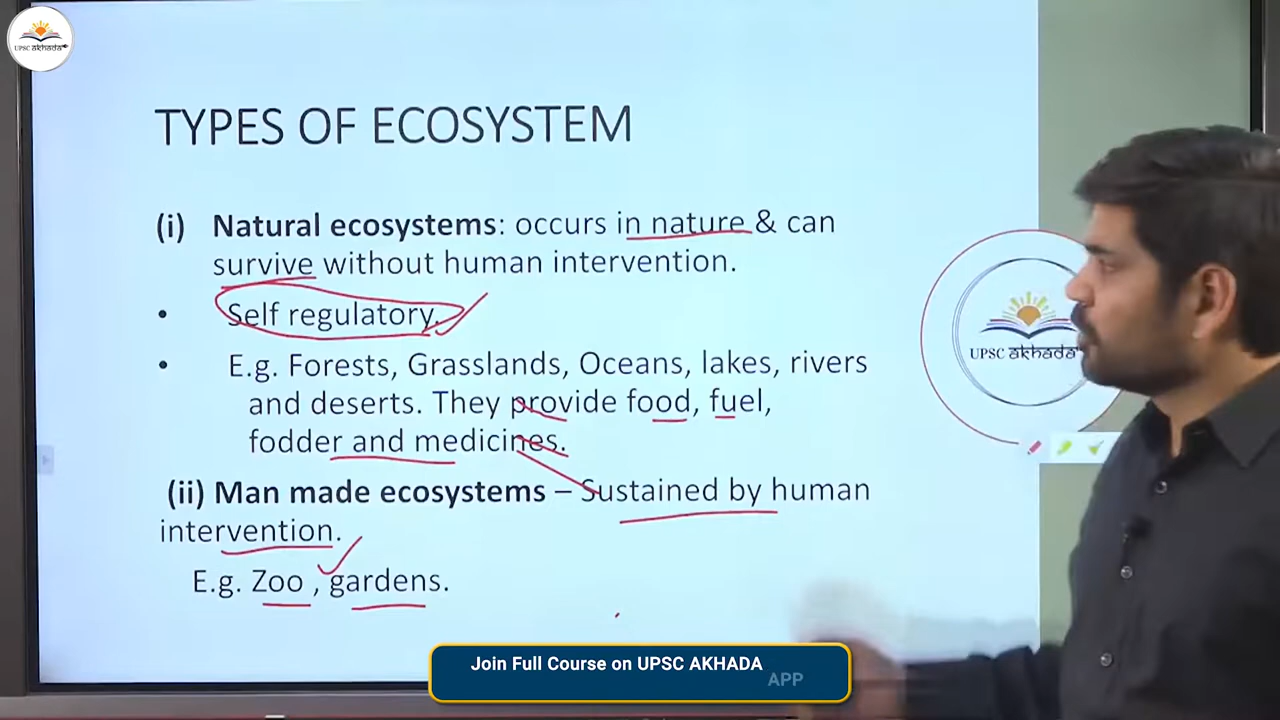 UPSC akhada
TYPES OF ECOSYSTEM
(i) Natural ecosystems: occurs in nature & can
survive without human intervention.
• Self regulatory.
• E.g. Forests, Grasslands, Oceans, lakes, rivers
and deserts. They provide food, fuel,
fodder and medicines.
(ii) Man made ecosystems – Sustained by human
intervention.
E.g. Zoo , gardens.
UPSC akhada
Join Full Course on UPSC AKHADA
APP